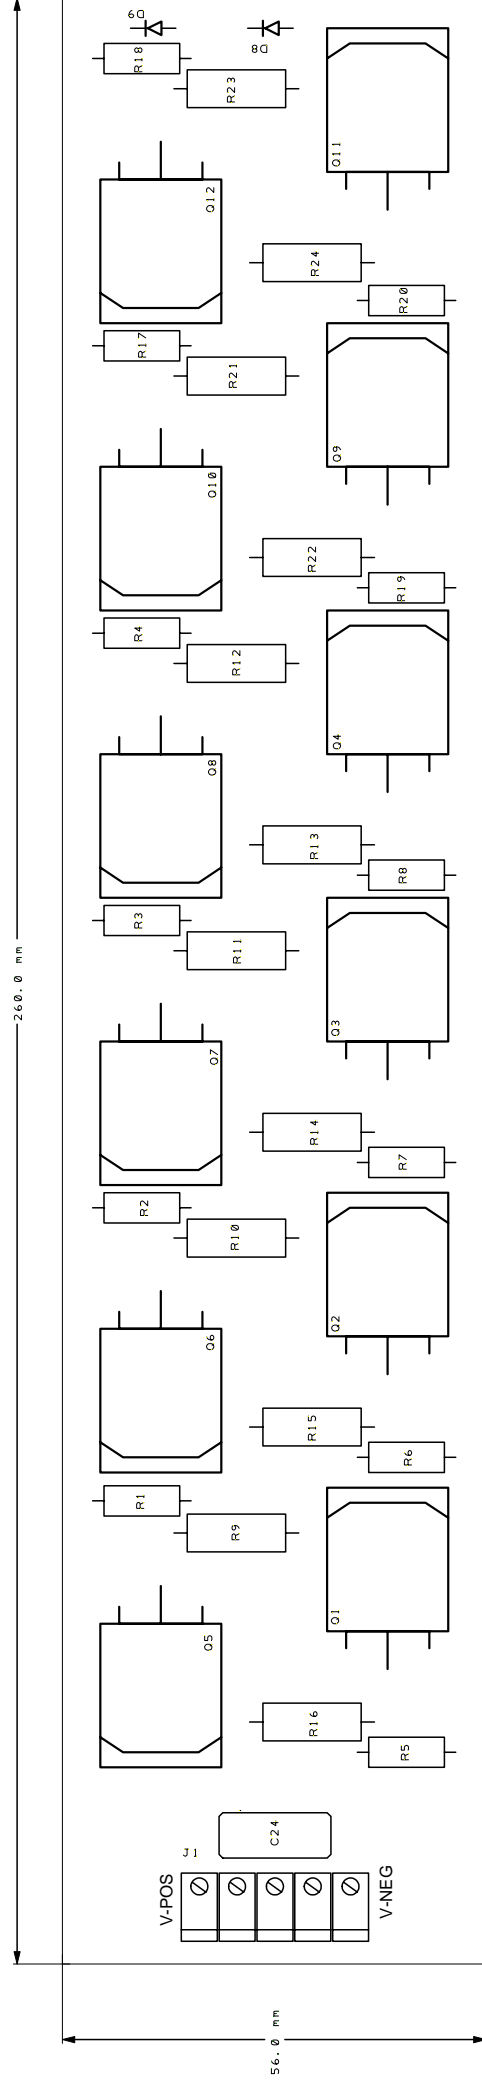 D9
D8
R18
R23
Q11
Q12
R24
R20
R17
R21
Q9
Q10
R22
R19
R4
R12
Q4
Q8
R13
R8
R3
R11
260.0 mm
Q3
Q7
R14
R7
R2
R10
Q2
Q6
R15
R6
R1
R9
Q1
Q5
R16
R5
C24
J1
V-POS
V-NEG
56.0 mm